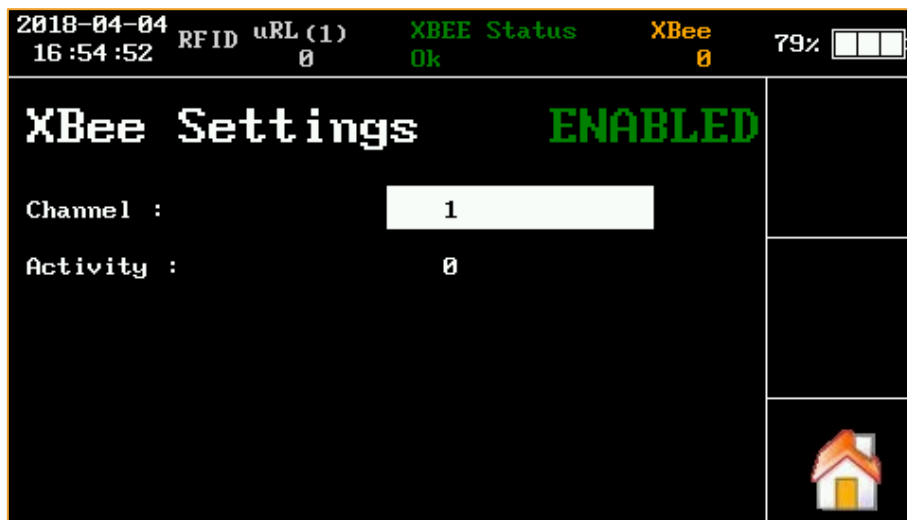 2018-04-04 RFID uRL(1) XBEE Status XBee 79%
16:54:52 0 Ok 0
XBee Settings ENABLED
Channel : 1
Activity : 0